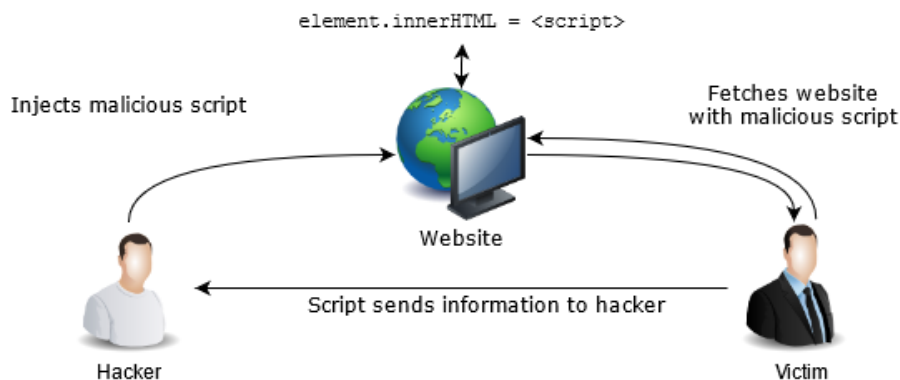 element.innerHTML = <script>
Injects malicious script
Fetches website
with malicious script
Website
Script sends information to hacker
Hacker
Victim